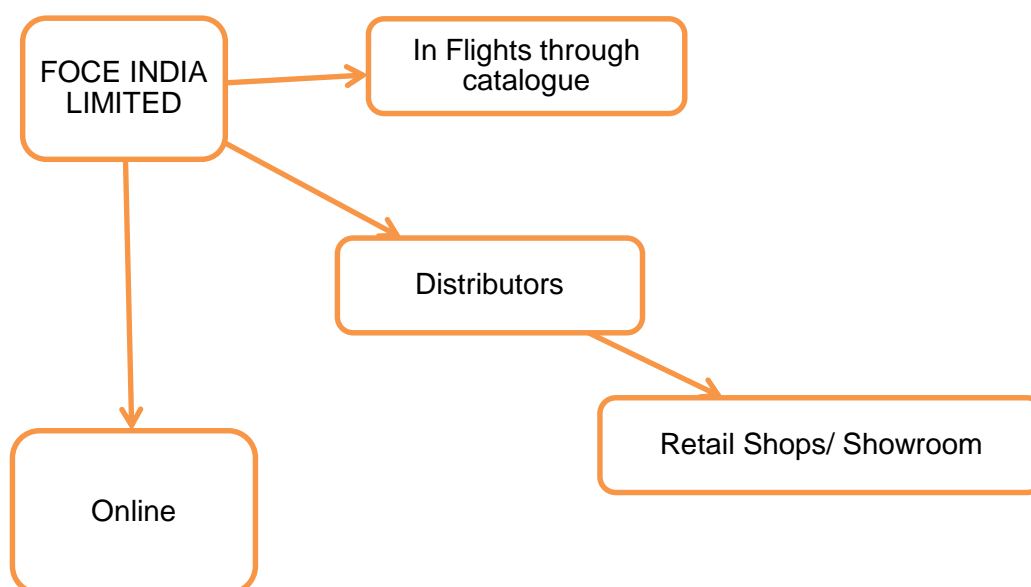 FOCE INDIA
LIMITED
In Flights through
catalogue
Distributors
Retail Shops/ Showroom
Online